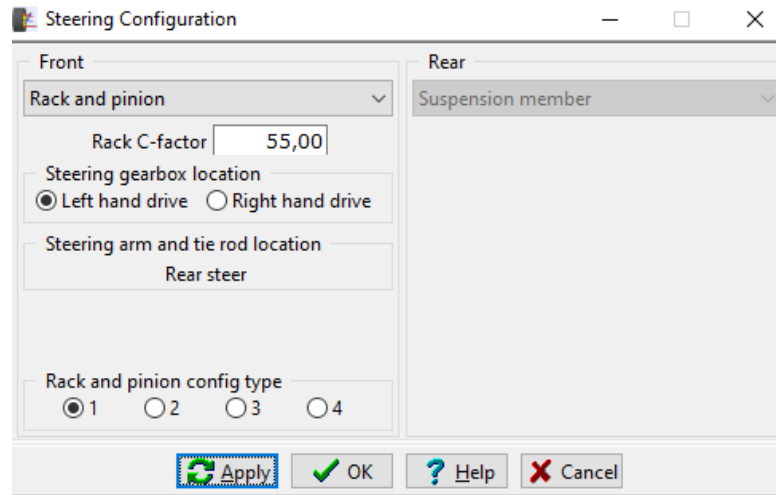 Steering Configuration
Front
Rear
Rack and pinion
Suspension member
Rack C-factor 55,00
Steering gearbox location
Left hand drive Right hand drive
Steering arm and tie rod location
Rear steer
Rack and pinion config type
1 2 3 4
Apply OK Help Cancel